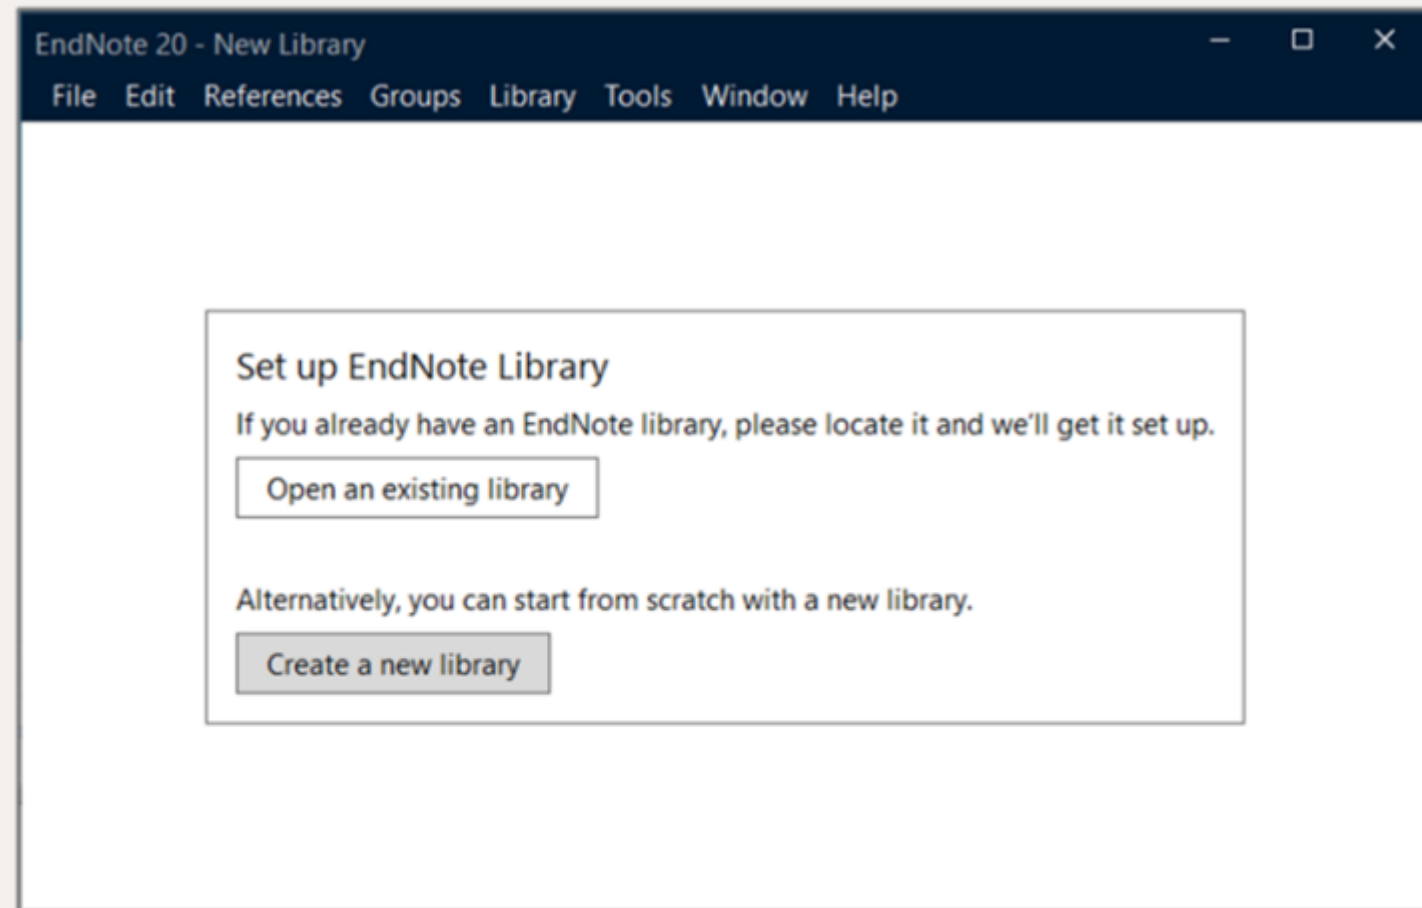 EndNote 20 - New Library
File Edit References Groups Library Tools Window Help
Set up EndNote Library
If you already have an EndNote library, please locate it and we'll get it set up.
Open an existing library
Alternatively, you can start from scratch with a new library.
Create a new library